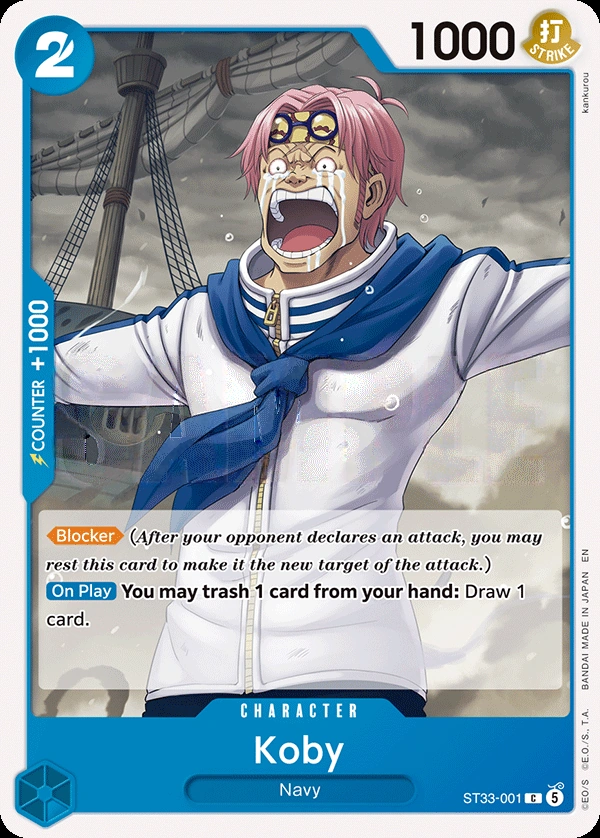 2
1000
打
STRIKE
kankurou
COUNTER +1000
SAMPLE
Blocker (After your opponent declares an attack, you may
rest this card to make it the new target of the attack.)
On Play You may trash 1 card from your hand: Draw 1
card.
CHARACTER
Koby
Navy
ST33-001 C 5
©E.O/S ©E.O./S., T.A. BANDAI MADE IN JAPAN EN